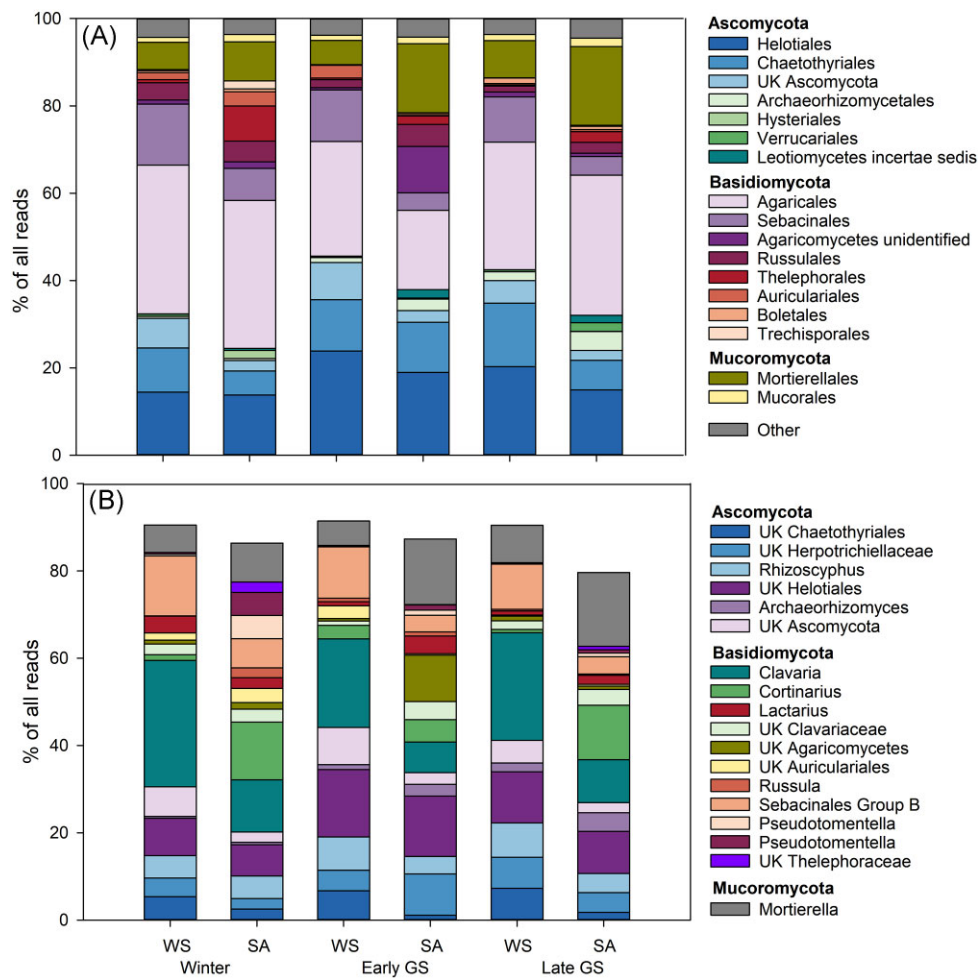 (A)
% of all reads
100
80
60
40
20
0
Ascomycota
Helotiales
Chaetothyriales
UK Ascomycota
Archaeorhizomycetales
Hysteriales
Verrucariales
Leotiomycetes incertae sedis
Basidiomycota
Agaricales
Sebacinales
Agaricomycetes unidentified
Russulales
Thelephorales
Auriculariales
Boletales
Trechisporales
Mucoromycota
Mortierellales
Mucorales
Other
(B)
% of all reads
100
80
60
40
20
0
WS SA WS SA WS SA
Winter Early GS Late GS
Ascomycota
UK Chaetothyriales
UK Herpotrichiellaceae
Rhizoscyphus
UK Helotiales
Archaeorhizomyces
UK Ascomycota
Basidiomycota
Clavaria
Cortinarius
Lactarius
UK Clavariaceae
UK Agaricomycetes
UK Auriculariales
Russula
Sebacinales Group B
Pseudotomentella
Pseudotomentella
UK Thelephoraceae
Mucoromycota
Mortierella